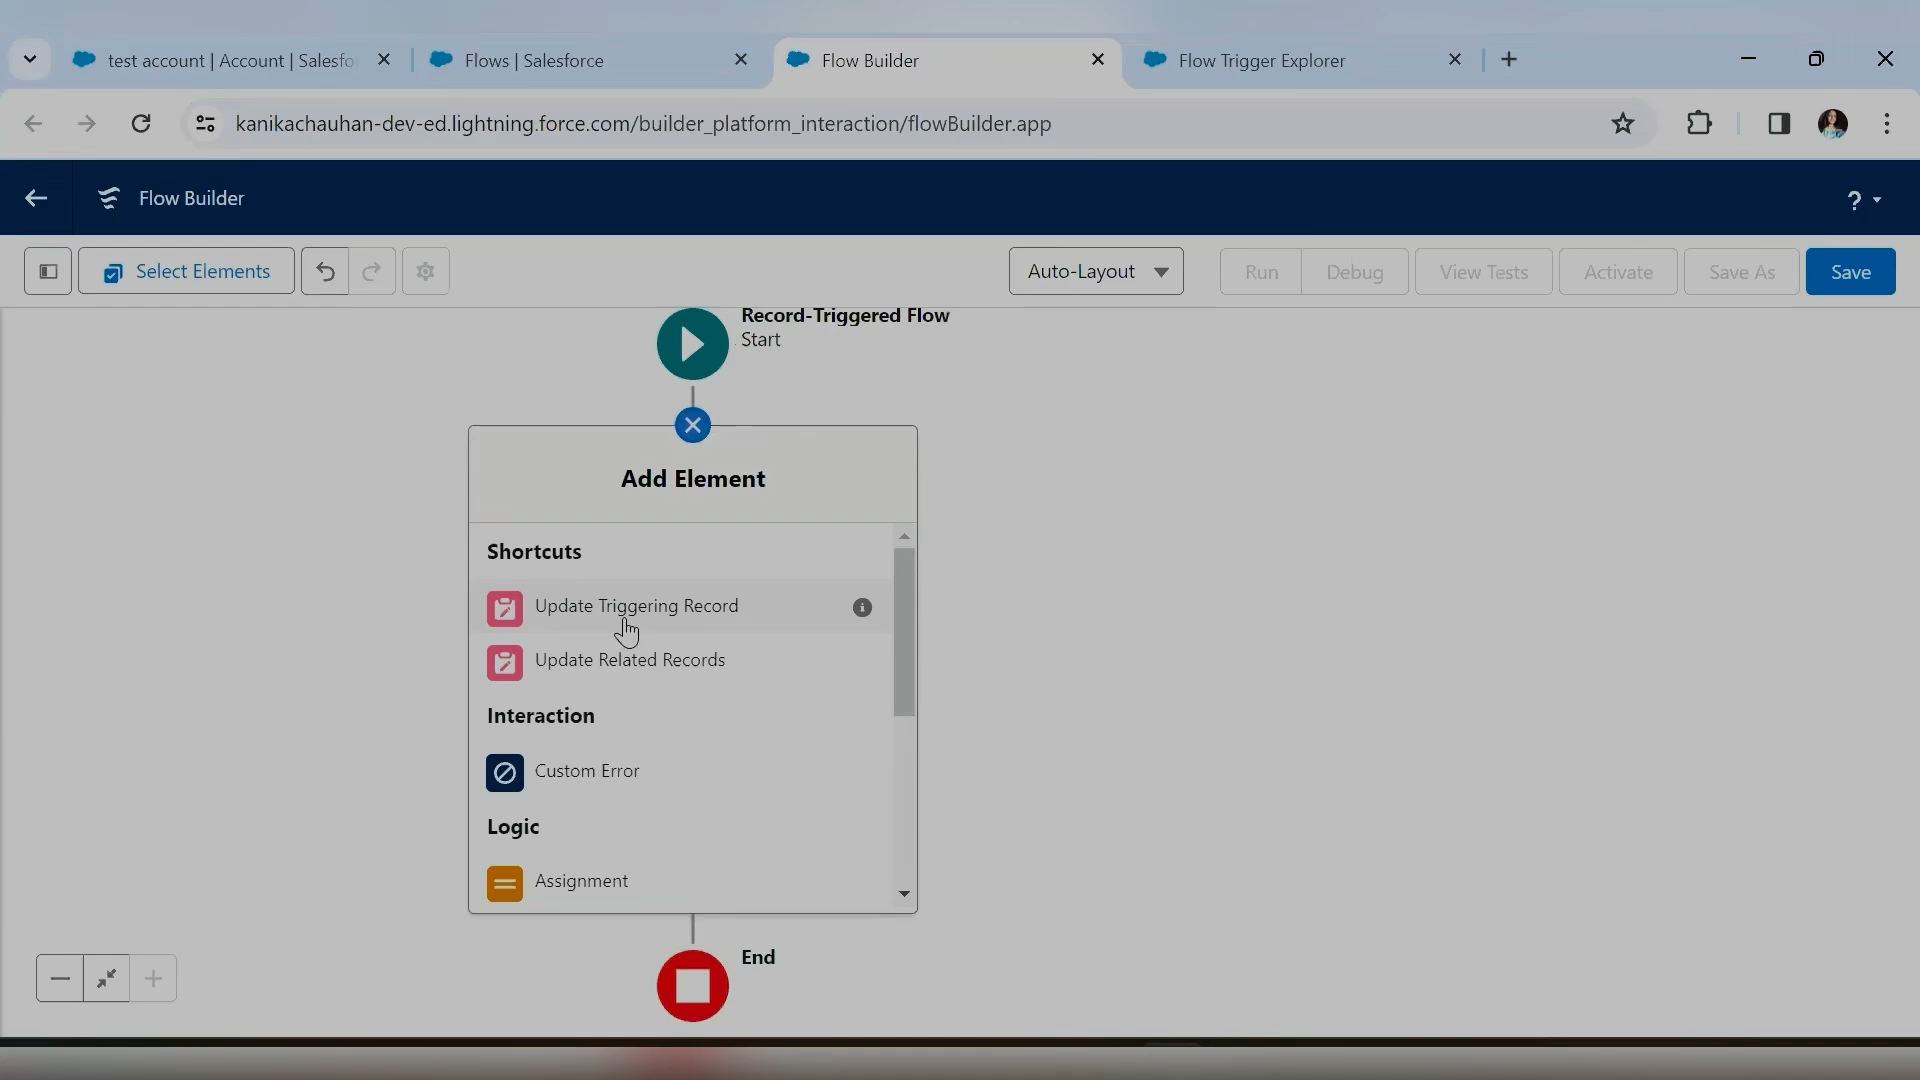 test account | Account | Salesfo
Flows | Salesforce
Flow Builder
Flow Trigger Explorer
kanikachauhan-dev-ed.lightning.force.com/builder_platform_interaction/flowBuilder.app
Flow Builder
?
Select Elements
Auto-Layout
Run
Debug
View Tests
Activate
Save As
Save
Record-Triggered Flow
Start
Add Element
Shortcuts
Update Triggering Record
Update Related Records
Interaction
Custom Error
Logic
Assignment
End